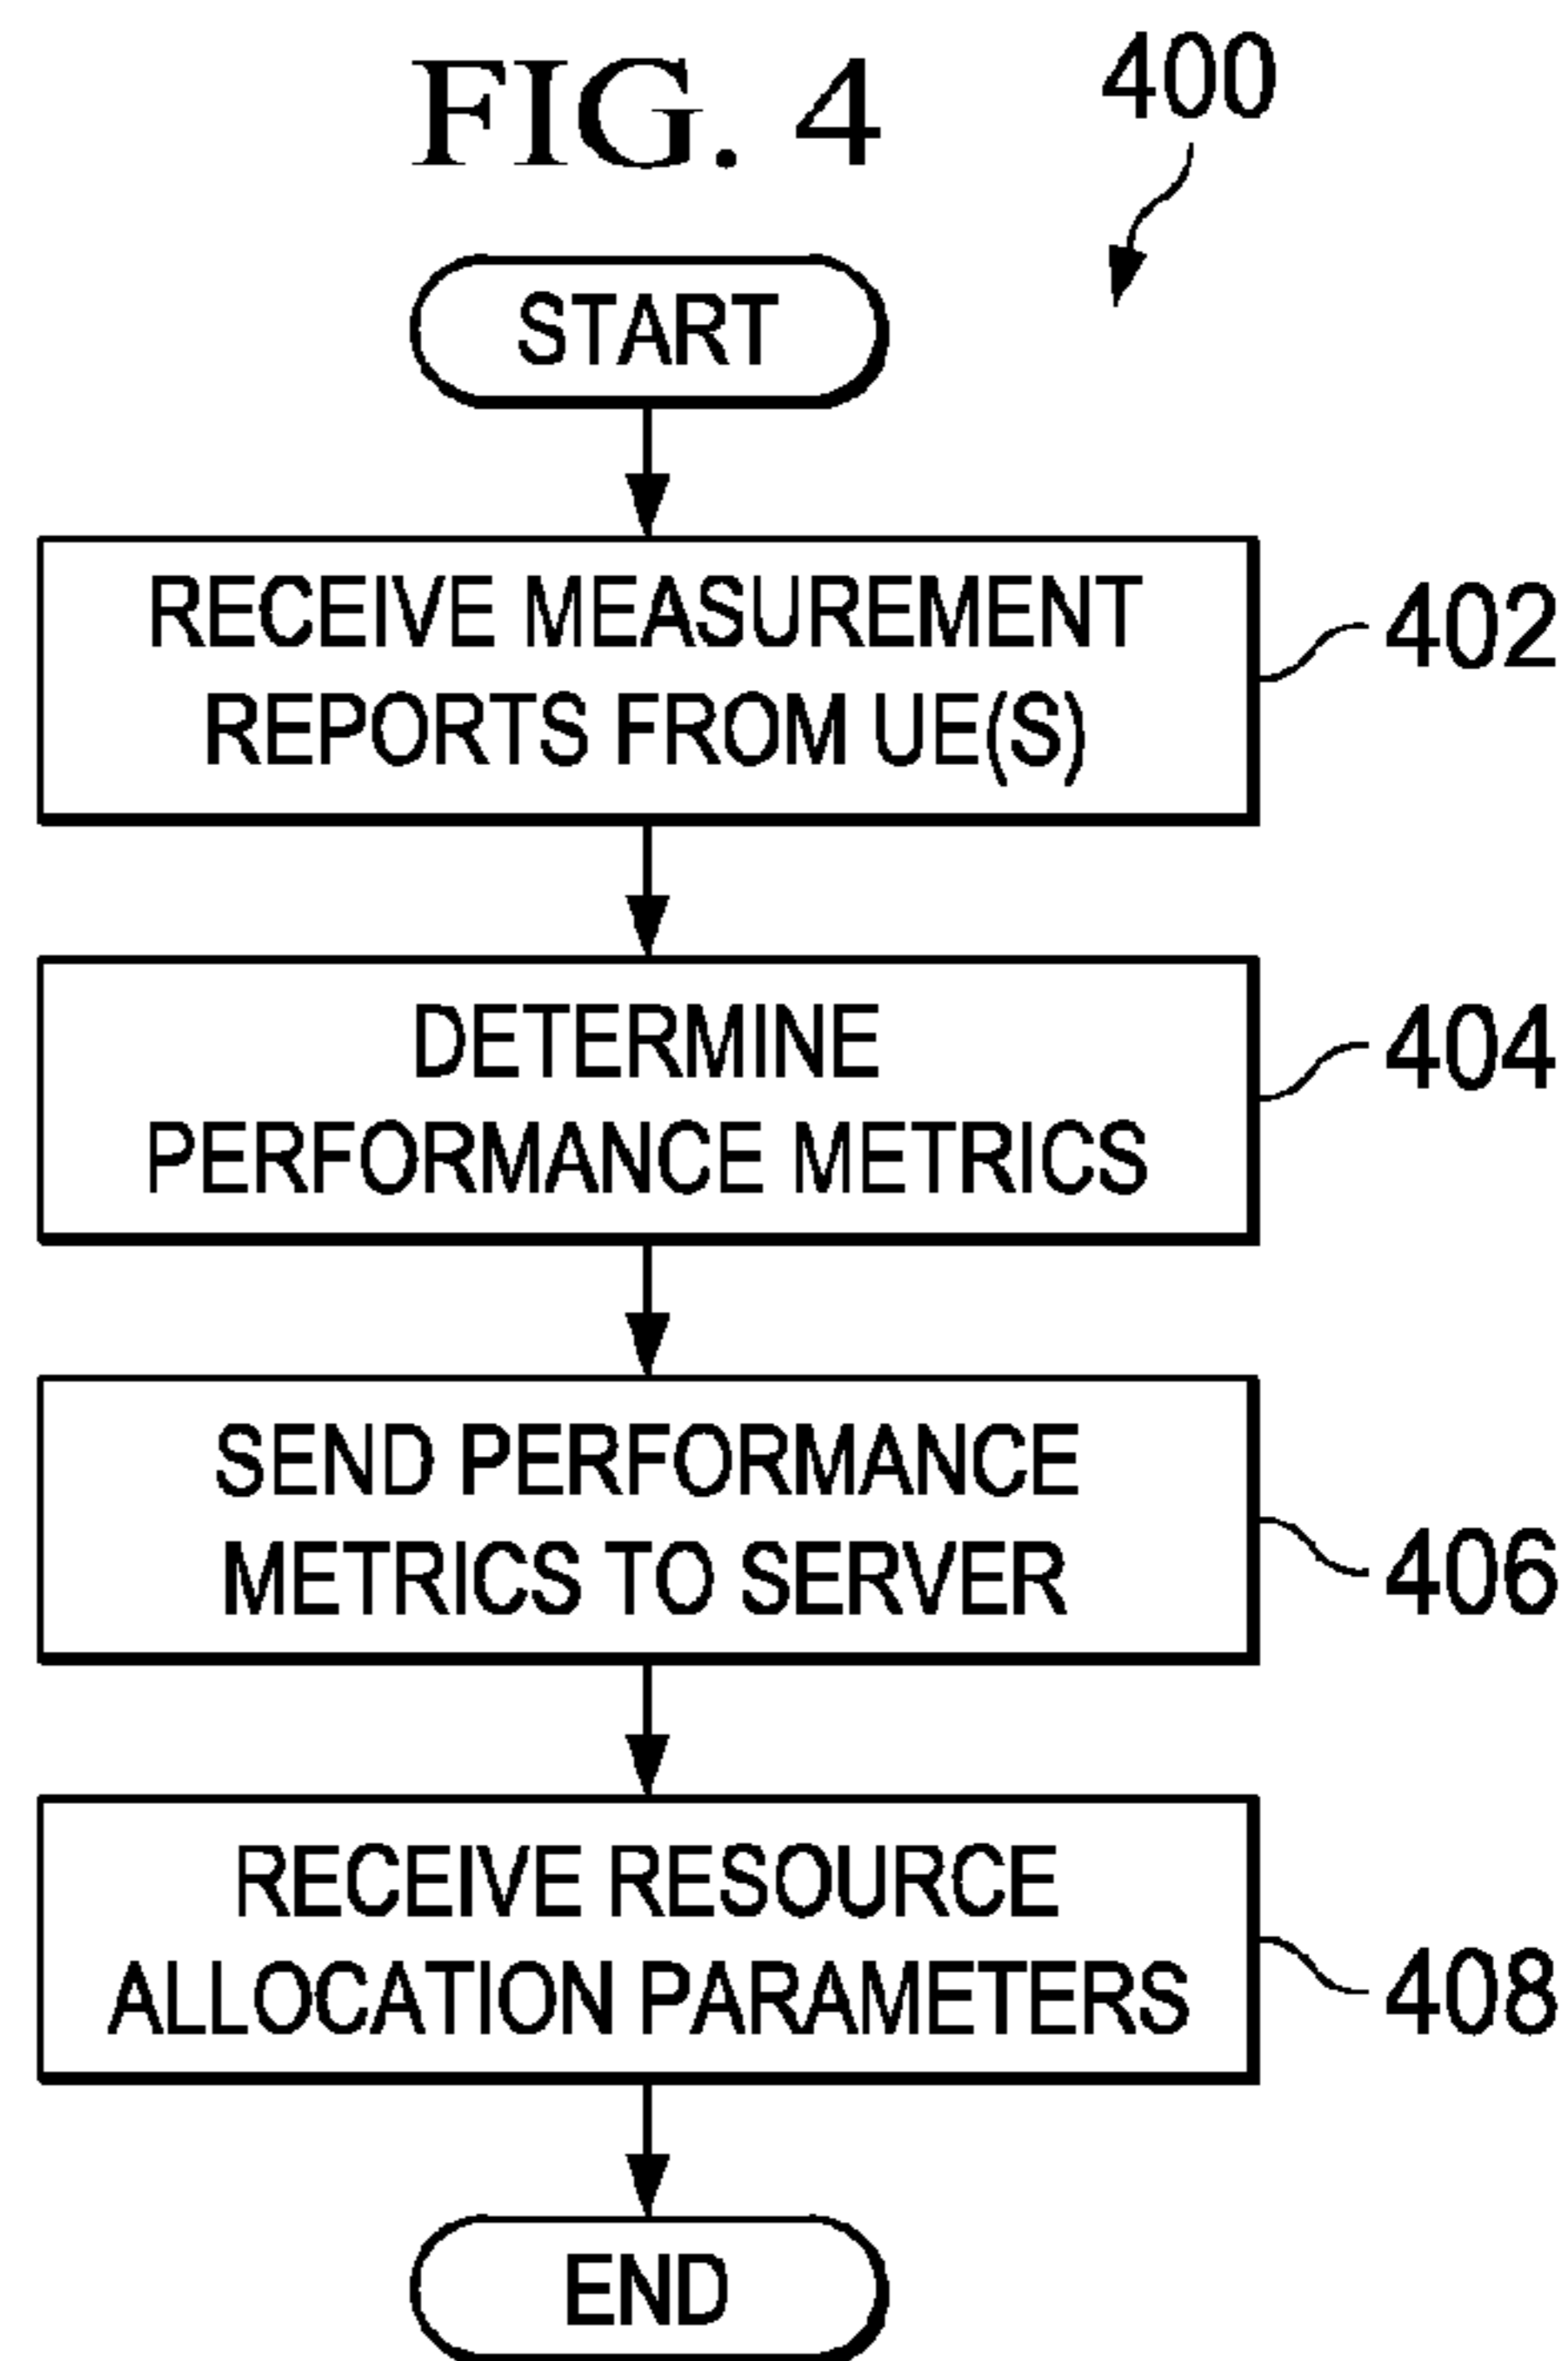 FIG. 4
400
START
RECEIVE MEASUREMENT
REPORTS FROM UE(S)
402
DETERMINE
PERFORMANCE METRICS
404
SEND PERFORMANCE
METRICS TO SERVER
406
RECEIVE RESOURCE
ALLOCATION PARAMETERS
408
END